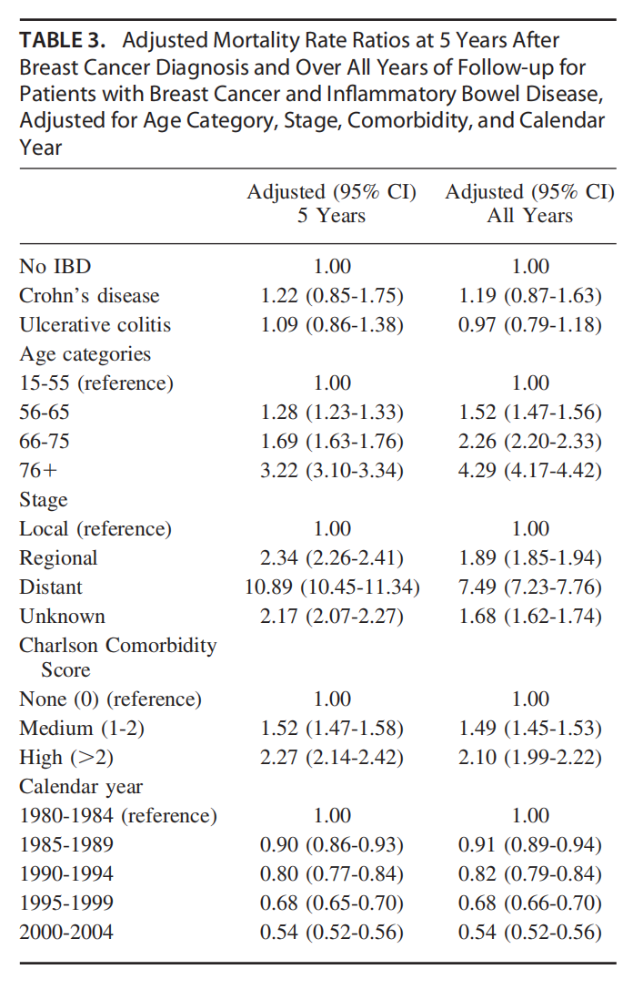 TABLE 3. Adjusted Mortality Rate Ratios at 5 Years After
Breast Cancer Diagnosis and Over All Years of Follow-up for
Patients with Breast Cancer and Inflammatory Bowel Disease,
Adjusted for Age Category, Stage, Comorbidity, and Calendar
Year
Adjusted (95% CI) Adjusted (95% CI)
5 Years All Years
No IBD 1.00 1.00
Crohn's disease 1.22 (0.85-1.75) 1.19 (0.87-1.63)
Ulcerative colitis 1.09 (0.86-1.38) 0.97 (0.79-1.18)
Age categories
15-55 (reference) 1.00 1.00
56-65 1.28 (1.23-1.33) 1.52 (1.47-1.56)
66-75 1.69 (1.63-1.76) 2.26 (2.20-2.33)
76+ 3.22 (3.10-3.34) 4.29 (4.17-4.42)
Stage
Local (reference) 1.00 1.00
Regional 2.34 (2.26-2.41) 1.89 (1.85-1.94)
Distant 10.89 (10.45-11.34) 7.49 (7.23-7.76)
Unknown 2.17 (2.07-2.27) 1.68 (1.62-1.74)
Charlson Comorbidity
Score
None (0) (reference) 1.00 1.00
Medium (1-2) 1.52 (1.47-1.58) 1.49 (1.45-1.53)
High (>2) 2.27 (2.14-2.42) 2.10 (1.99-2.22)
Calendar year
1980-1984 (reference) 1.00 1.00
1985-1989 0.90 (0.86-0.93) 0.91 (0.89-0.94)
1990-1994 0.80 (0.77-0.84) 0.82 (0.79-0.84)
1995-1999 0.68 (0.65-0.70) 0.68 (0.66-0.70)
2000-2004 0.54 (0.52-0.56) 0.54 (0.52-0.56)